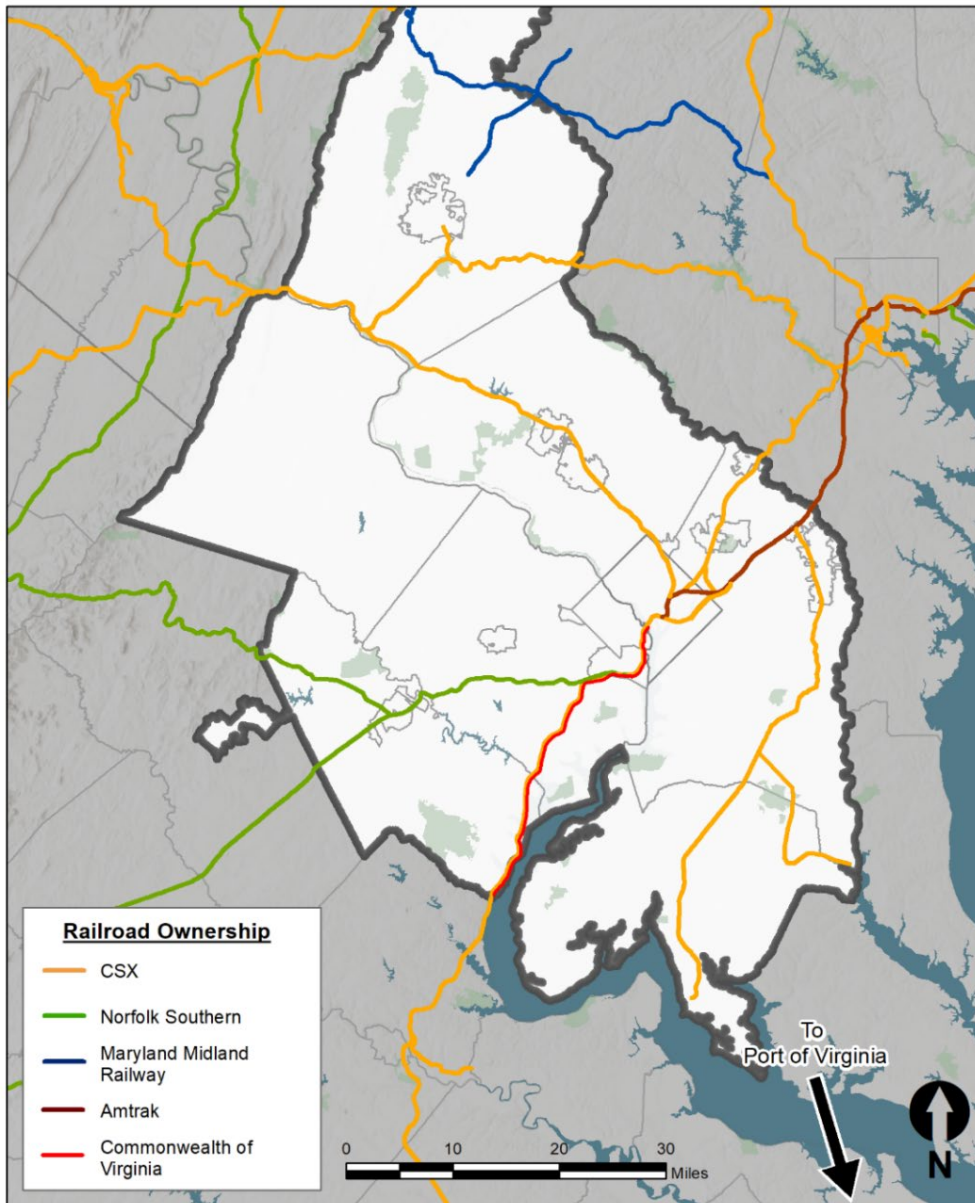 Railroad Ownership
CSX
Norfolk Southern
Maryland Midland
Railway
Amtrak
Commonwealth of
Virginia
0 10 20 30
Miles
To
Port of Virginia
N